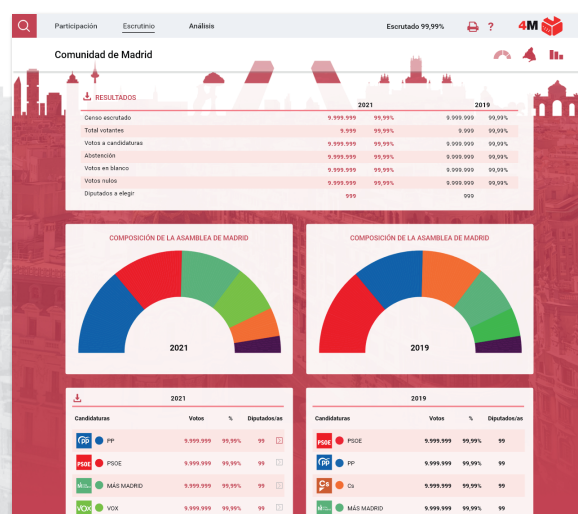 Participación Escrutinio Análisis Escrutado 99,99% ? 4M
Comunidad de Madrid
RESULTADOS
2021 2019
Censo escrutado 9.999.999 99,99% 9.999.999 99,99%
Total votantes 9.999 99,99% 9.999 99,99%
Votos a candidaturas 9.999.999 99,99% 9.999.999 99,99%
Abstención 9.999.999 99,99% 9.999.999 99,99%
Votos en blanco 9.999.999 99,99% 9.999.999 99,99%
Votos nulos 9.999.999 99,99% 9.999.999 99,99%
Diputados a elegir 999 999
COMPOSICIÓN DE LA ASAMBLEA DE MADRID COMPOSICIÓN DE LA ASAMBLEA DE MADRID
2021 2019
2021 2019
Candidaturas Votos % Diputados/as Candidaturas Votos % Diputados/as
PP PP 9.999.999 99,99% 99 PSOE PSOE 9.999.999 99,99% 99
PSOE PSOE 9.999.999 99,99% 99 PP PP 9.999.999 99,99% 99
MÁS MADRID 9.999.999 99,99% 99 Cs Cs 9.999.999 99,99% 99
VOX VOX 9.999.999 99,99% 99 MÁS MADRID 9.999.999 99,99% 99